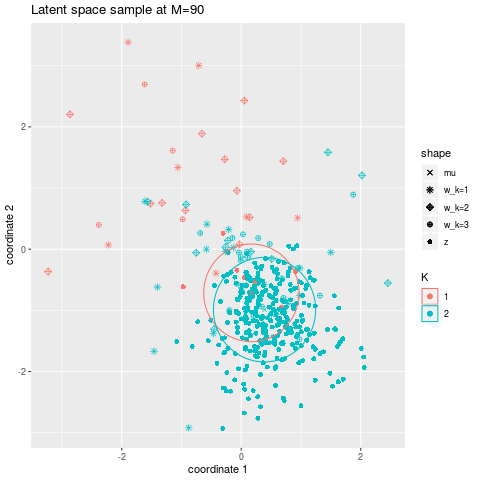 Latent space sample at M=90
coordinate 2
2
0
-2
-2
0
2
coordinate 1
shape
mu
w_k=1
w_k=2
w_k=3
z
K
1
2